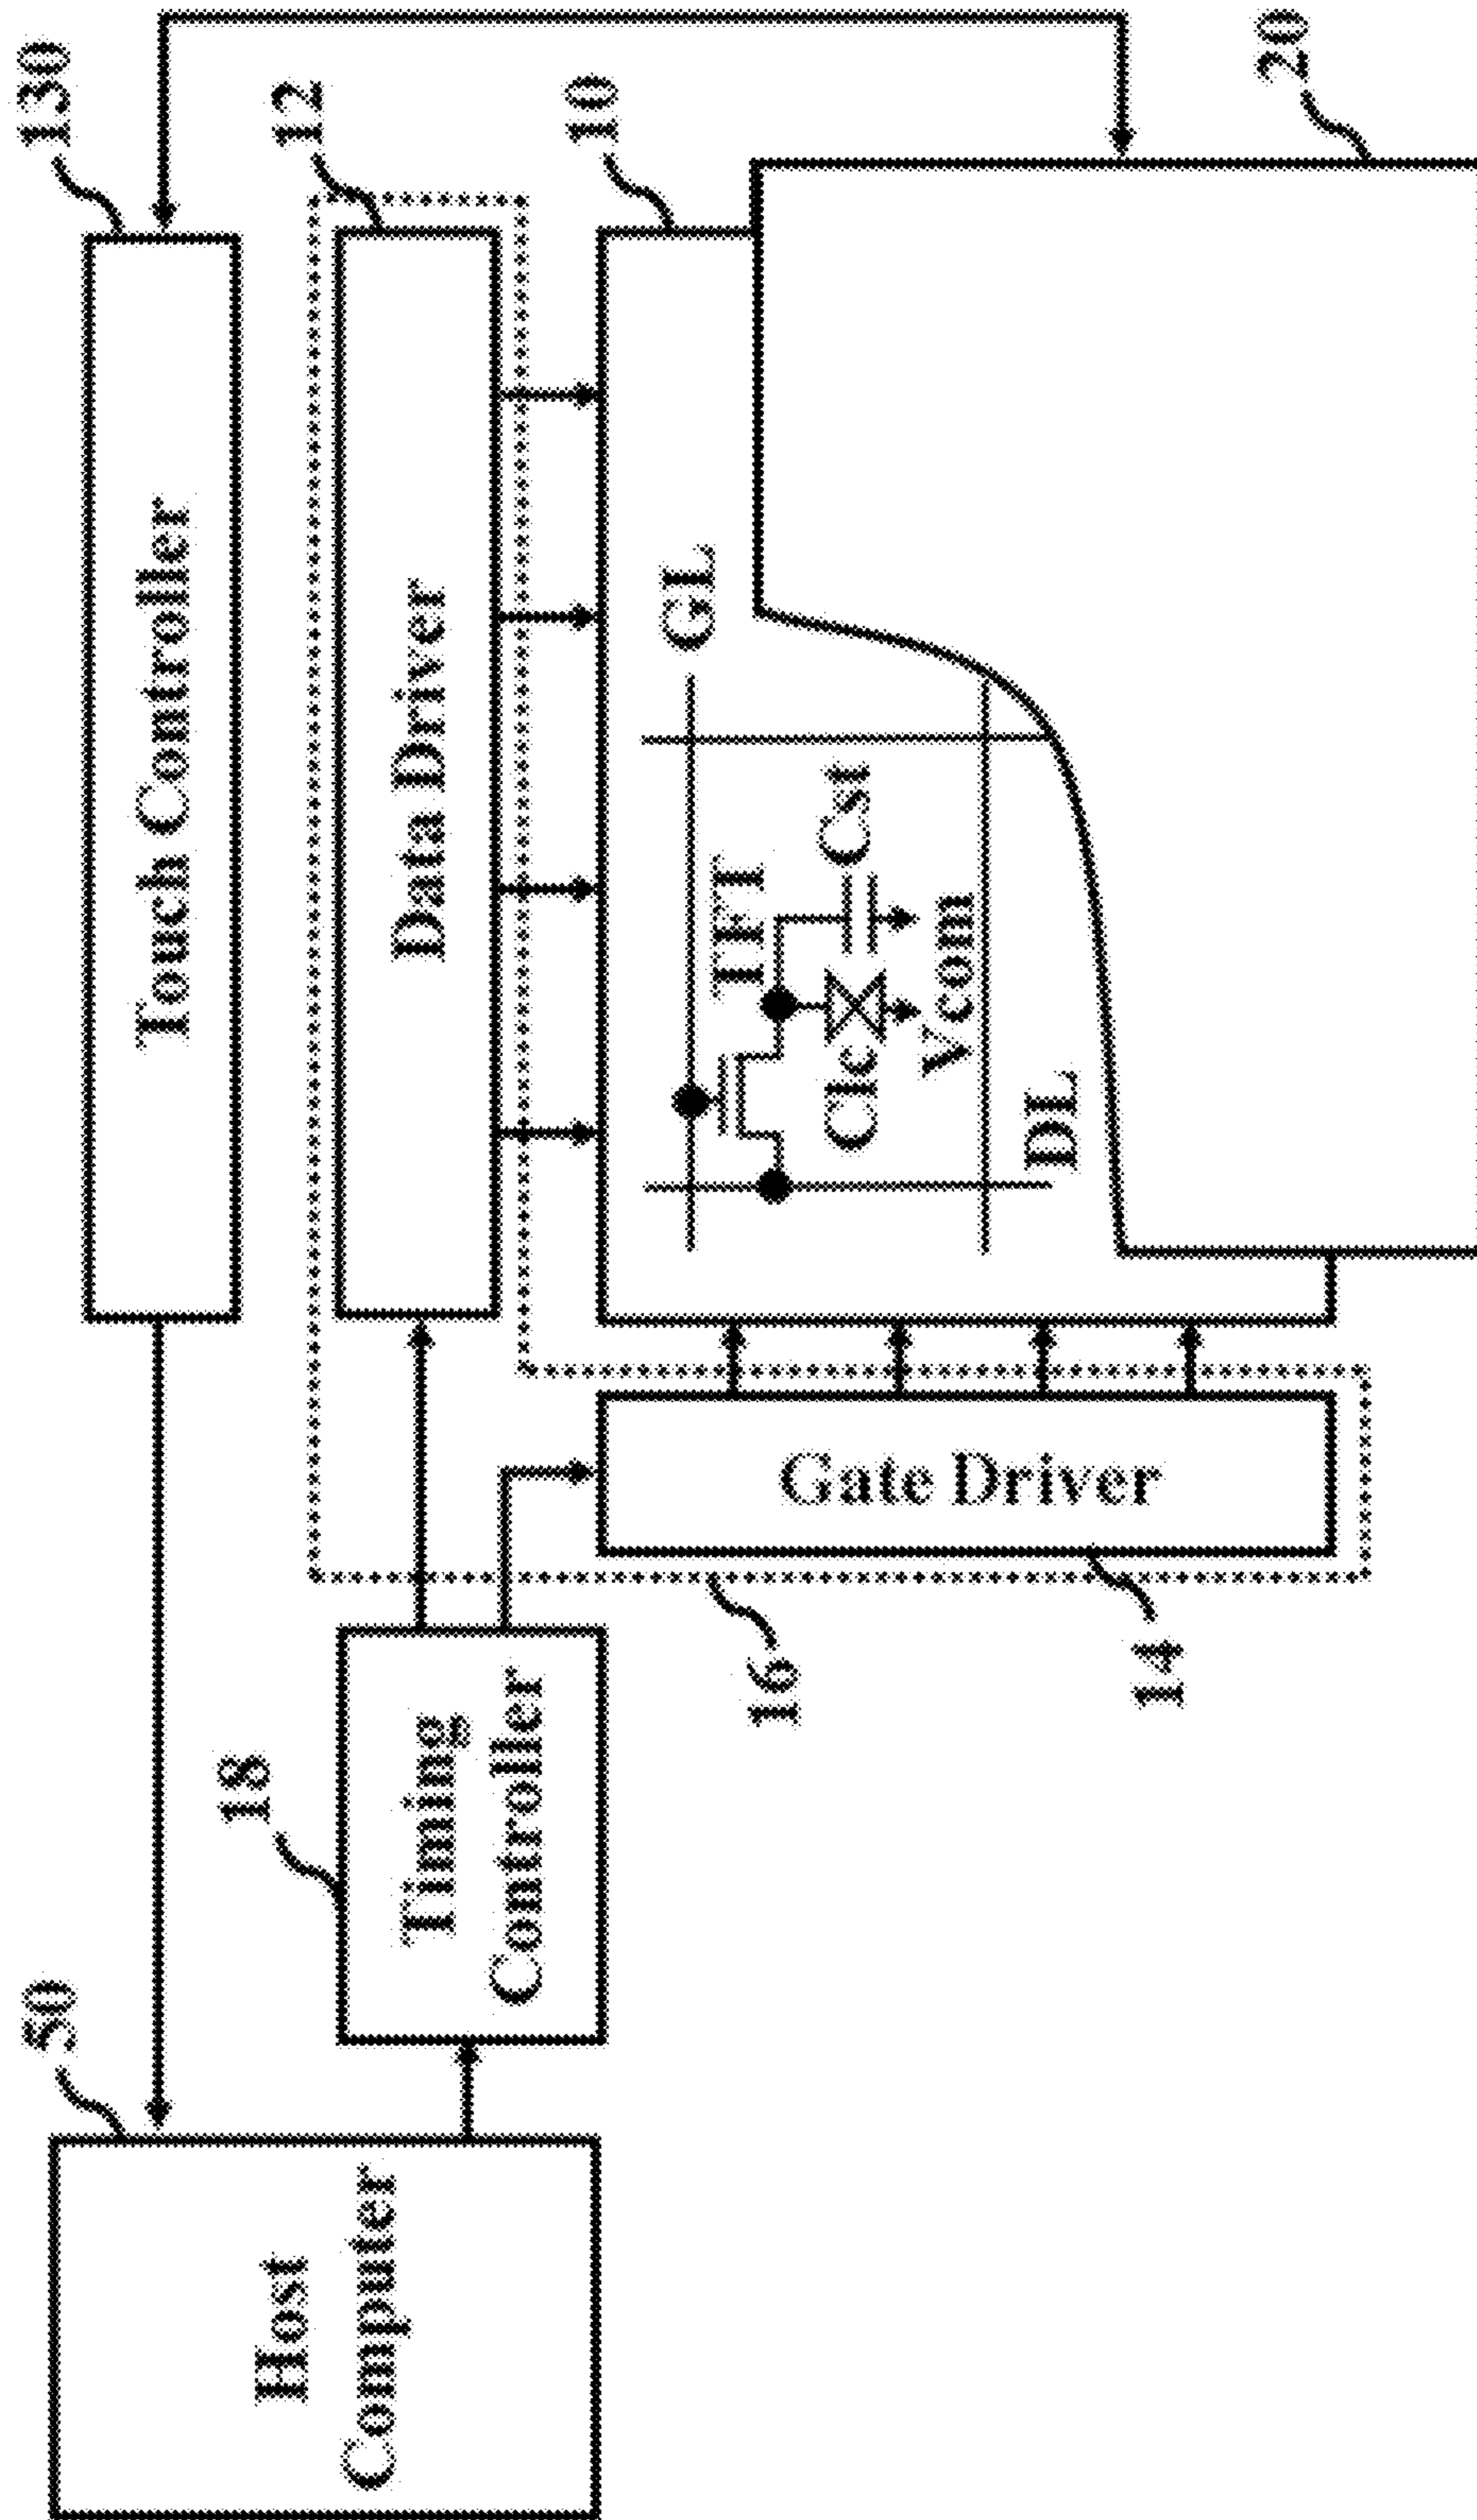 130
Touch Controller
12
Data Driver
10
20
GL
TFT
Cst
Clc
Vcom
DL
Gate Driver
16
14
18
Timing
Controller
50
Host
Computer